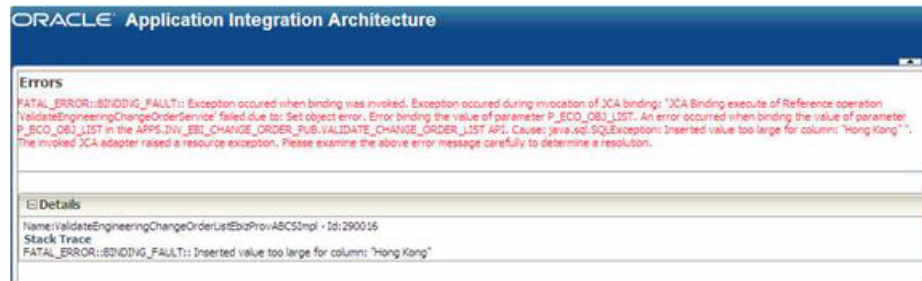 ORACLE Application Integration Architecture
Errors
FATAL_ERROR::BINDING_FAULT:: Exception occured when binding was invoked. Exception occured during invocation of JCA binding: "JCA Binding execute of Reference operation
'ValidateEngineeringChangeOrderService' failed due to: Set object error. Error binding the value of parameter P_ECO_OBJ_LIST. An error occurred when binding the value of parameter
P_ECO_OBJ_LIST in the APPS.INV_EBI_CHANGE_ORDER_PUB.VALIDATE_CHANGE_ORDER_LIST API. Cause: java.sql.SQLException: Inserted value too large for column: "Hong Kong" ".
The invoked JCA adapter raised a resource exception. Please examine the above error message carefully to determine a resolution.
Details
Name:ValidateEngineeringChangeOrderListEbizProvABCSImpl - Id:290016
Stack Trace
FATAL_ERROR::BINDING_FAULT:: Inserted value too large for column: "Hong Kong"